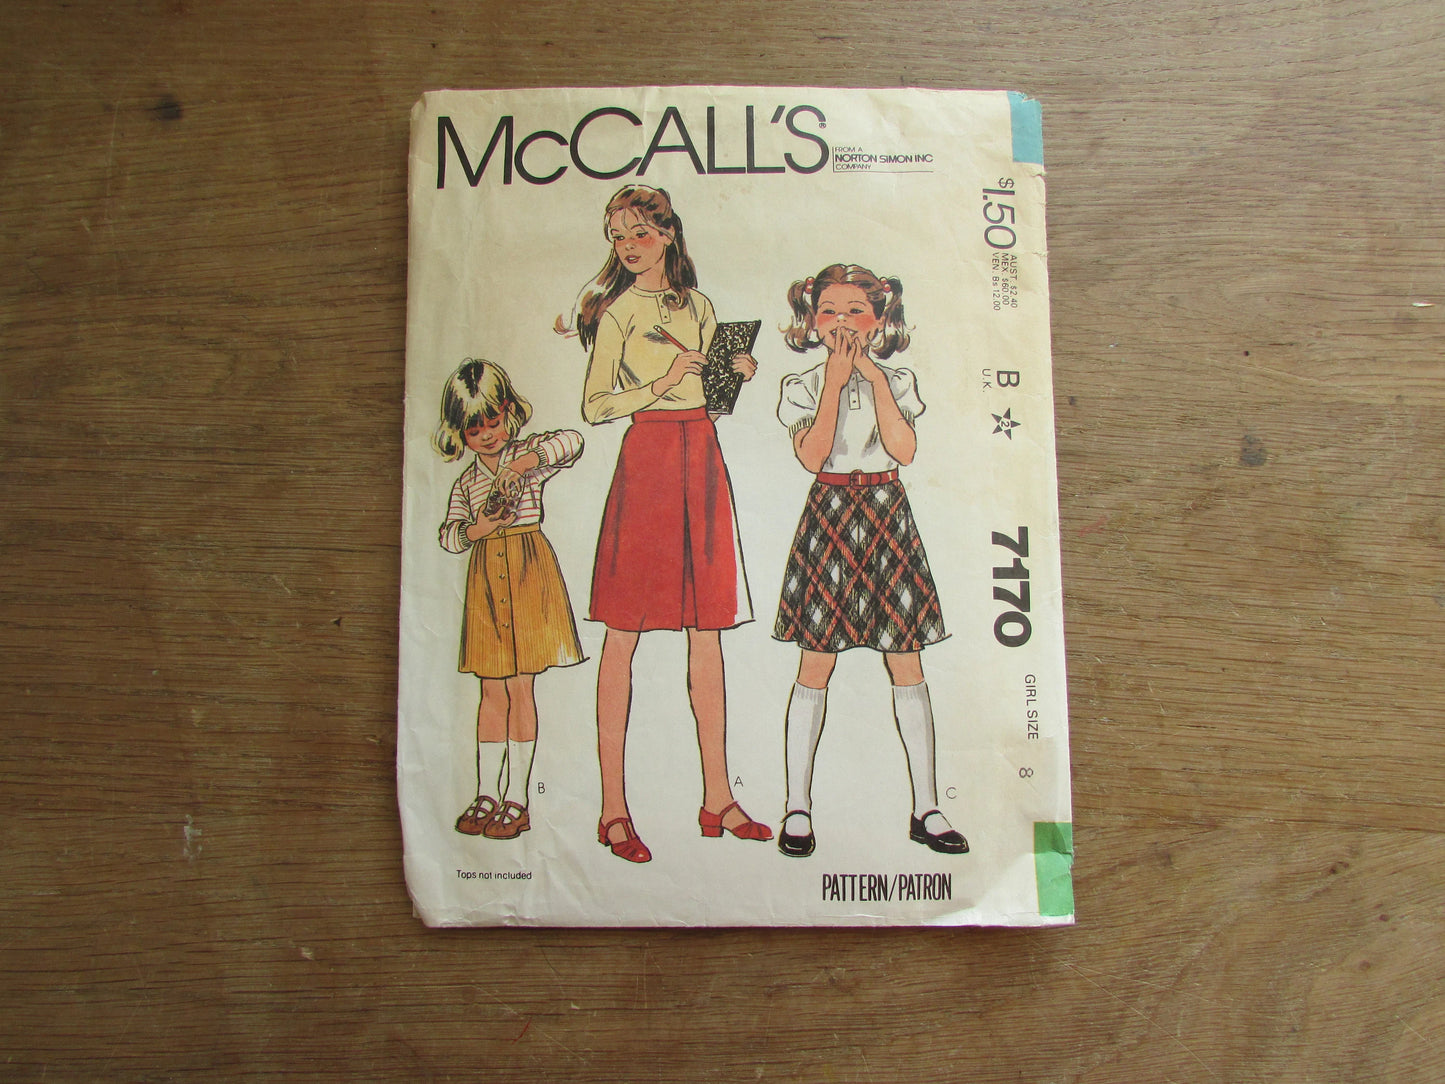 McCALL'S®
FROM A
NORTON SIMON INC
COMPANY
$1.50
AUST. $2.40
MEX. $60.00
VEN. Bs 12.00
B
U.K.
2
7170
GIRL SIZE
8
B
A
C
Tops not included
PATTERN/PATRON